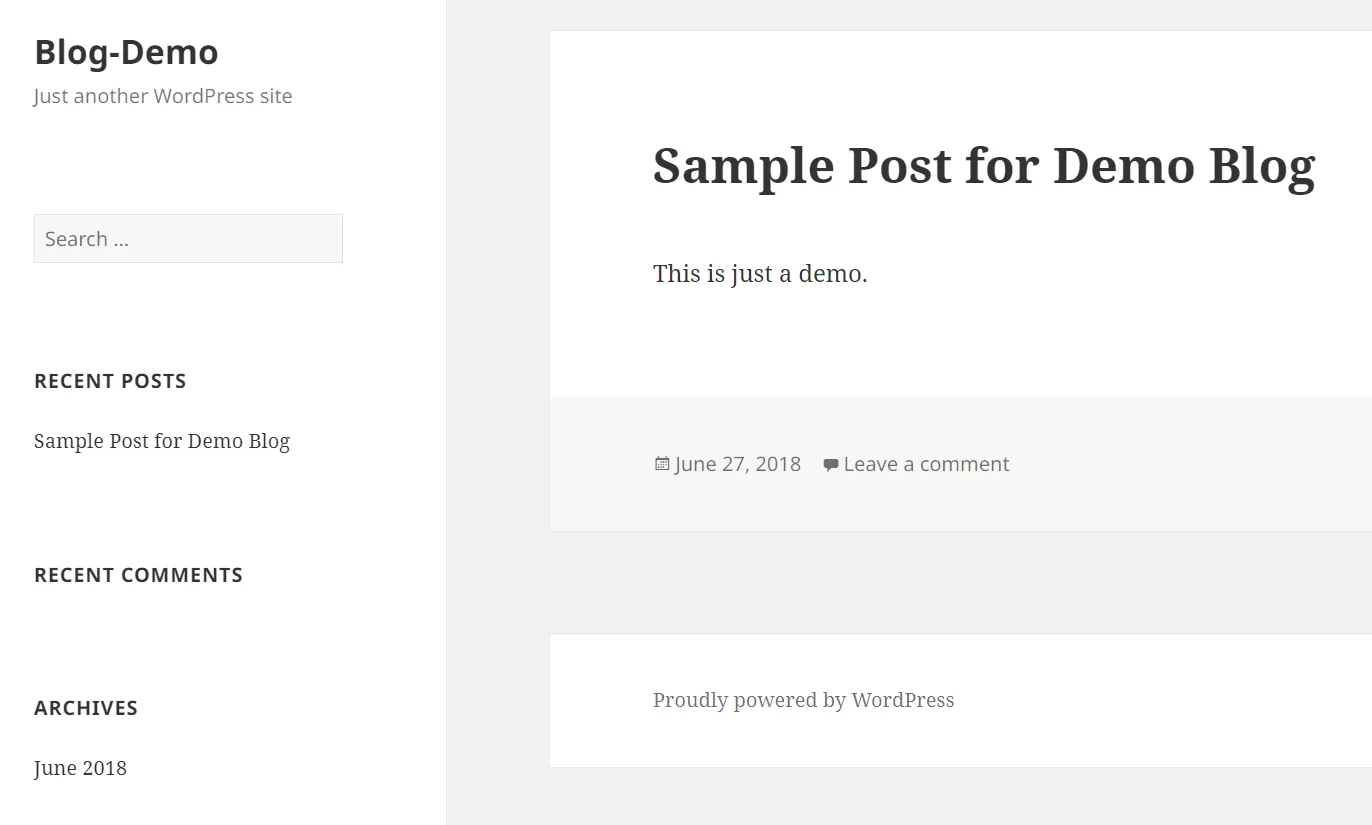 Blog-Demo
Just another WordPress site
Search ...
RECENT POSTS
Sample Post for Demo Blog
RECENT COMMENTS
ARCHIVES
June 2018
Sample Post for Demo Blog
This is just a demo.
June 27, 2018 Leave a comment
Proudly powered by WordPress